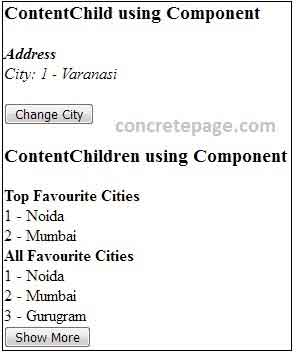 ContentChild using Component
Address
City: 1 - Varanasi
Change City
concretepage.com
ContentChildren using Component
Top Favourite Cities
1 - Noida
2 - Mumbai
All Favourite Cities
1 - Noida
2 - Mumbai
3 - Gurugram
Show More